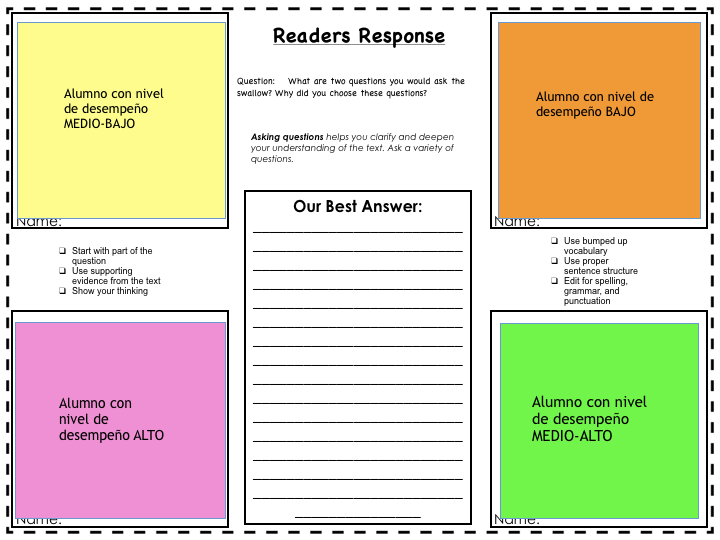 Readers Response
Alumno con nivel
de desempeño
MEDIO-BAJO
Name:
Question: What are two questions you would ask the
swallow? Why did you choose these questions?
Asking questions helps you clarify and deepen
your understanding of the text. Ask a variety of
questions.
Alumno con nivel de
desempeño BAJO
Name:
❑ Start with part of the
question
❑ Use supporting
evidence from the text
❑ Show your thinking
Our Best Answer:
❑ Use bumped up
vocabulary
❑ Use proper
sentence structure
❑ Edit for spelling,
grammar, and
punctuation
Alumno con
nivel de
desempeño ALTO
Name:
Alumno con nivel
de desempeño
MEDIO-ALTO
Name: